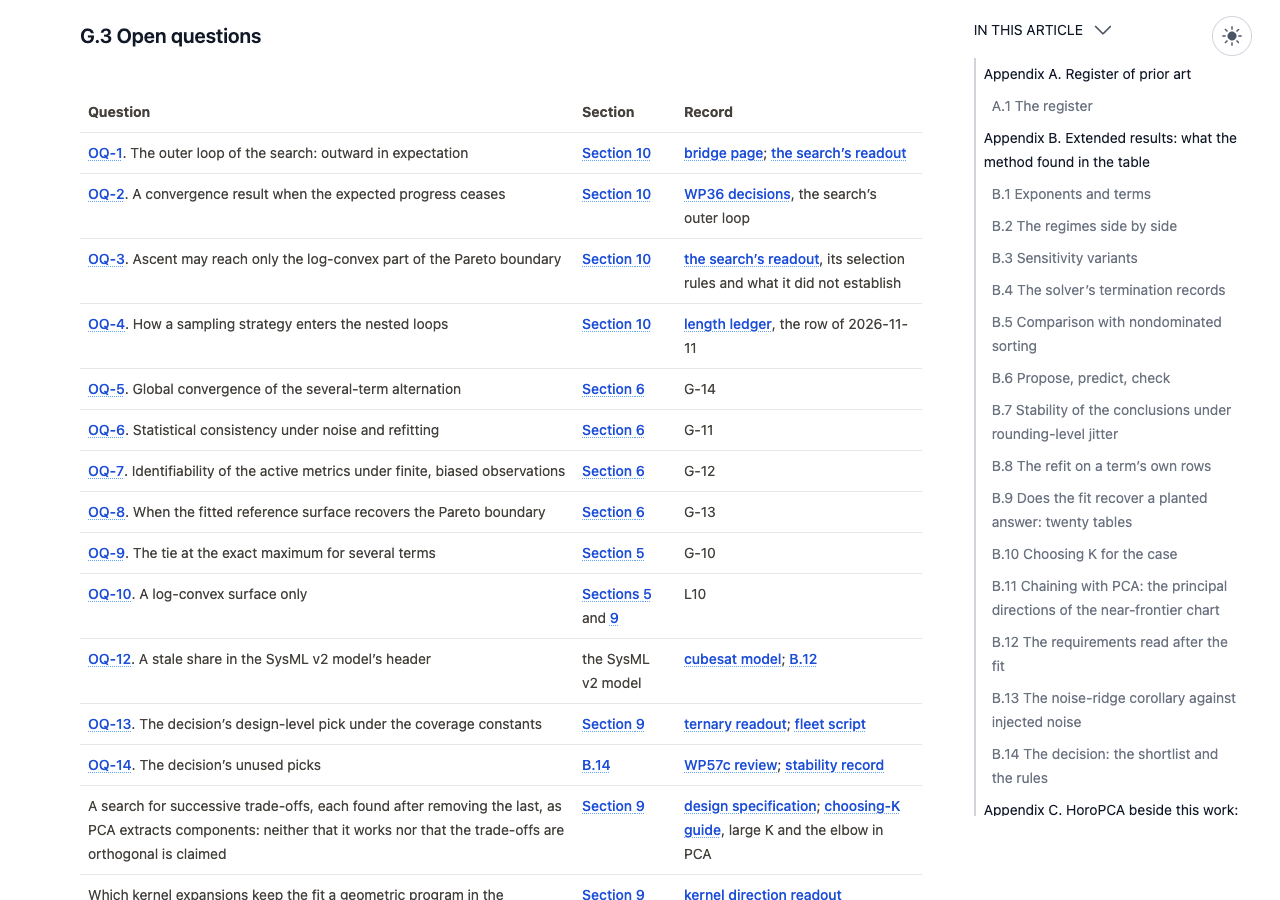 G.3 Open questions
IN THIS ARTICLE
Question Section Record
OQ-1. The outer loop of the search: outward in expectation Section 10 bridge page; the search’s readout
OQ-2. A convergence result when the expected progress ceases Section 10 WP36 decisions, the search’s
outer loop
OQ-3. Ascent may reach only the log-convex part of the Pareto boundary Section 10 the search’s readout, its selection
rules and what it did not establish
OQ-4. How a sampling strategy enters the nested loops Section 10 length ledger, the row of 2026-11-
11
OQ-5. Global convergence of the several-term alternation Section 6 G-14
OQ-6. Statistical consistency under noise and refitting Section 6 G-11
OQ-7. Identifiability of the active metrics under finite, biased observations Section 6 G-12
OQ-8. When the fitted reference surface recovers the Pareto boundary Section 6 G-13
OQ-9. The tie at the exact maximum for several terms Section 5 G-10
OQ-10. A log-convex surface only Sections 5 L10
and 9
OQ-12. A stale share in the SysML v2 model’s header the SysML cubesat model; B.12
v2 model
OQ-13. The decision’s design-level pick under the coverage constants Section 9 ternary readout; fleet script
OQ-14. The decision’s unused picks B.14 WP57c review; stability record
A search for successive trade-offs, each found after removing the last, as Section 9 design specification; choosing-K
PCA extracts components: neither that it works nor that the trade-offs are guide, large K and the elbow in
orthogonal is claimed PCA
Which kernel expansions keep the fit a geometric program in the Section 9 kernel direction readout
Appendix A. Register of prior art
A.1 The register
Appendix B. Extended results: what the
method found in the table
B.1 Exponents and terms
B.2 The regimes side by side
B.3 Sensitivity variants
B.4 The solver’s termination records
B.5 Comparison with nondominated
sorting
B.6 Propose, predict, check
B.7 Stability of the conclusions under
rounding-level jitter
B.8 The refit on a term’s own rows
B.9 Does the fit recover a planted
answer: twenty tables
B.10 Choosing K for the case
B.11 Chaining with PCA: the principal
directions of the near-frontier chart
B.12 The requirements read after the
fit
B.13 The noise-ridge corollary against
injected noise
B.14 The decision: the shortlist and
the rules
Appendix C. HoroPCA beside this work: